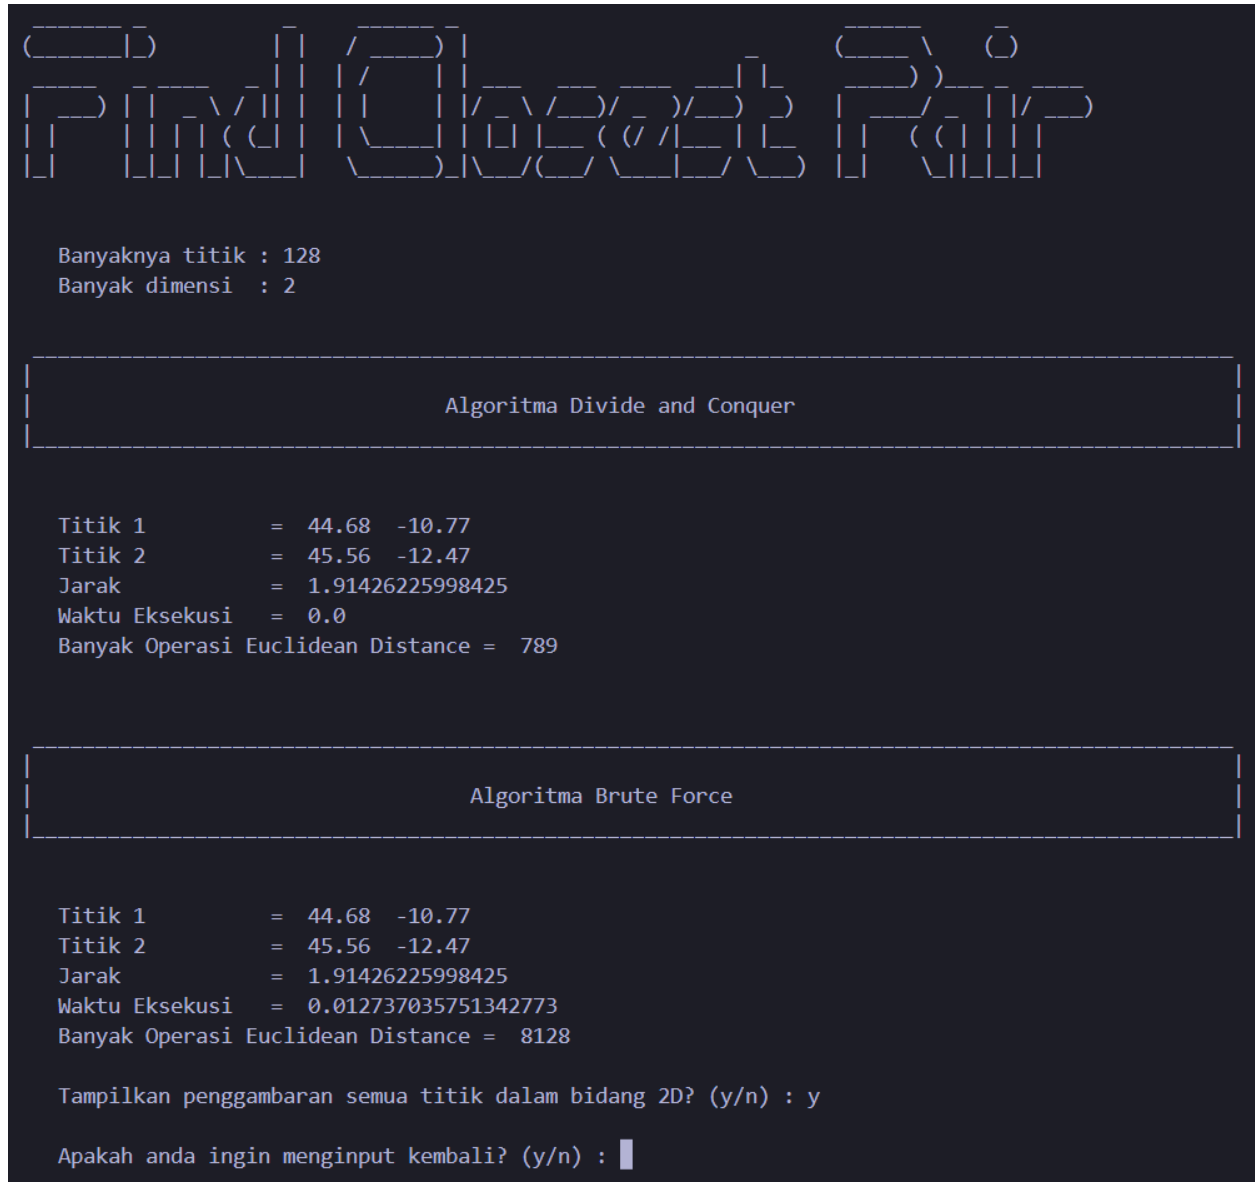 Find Closest Pair
Banyaknya titik : 128
Banyak dimensi  : 2
Algoritma Divide and Conquer
Titik 1          =  44.68  -10.77
Titik 2          =  45.56  -12.47
Jarak            =  1.91426225998425
Waktu Eksekusi   =  0.0
Banyak Operasi Euclidean Distance =  789
Algoritma Brute Force
Titik 1          =  44.68  -10.77
Titik 2          =  45.56  -12.47
Jarak            =  1.91426225998425
Waktu Eksekusi   =  0.012737035751342773
Banyak Operasi Euclidean Distance =  8128
Tampilkan penggambaran semua titik dalam bidang 2D? (y/n) : y
Apakah anda ingin menginput kembali? (y/n) :